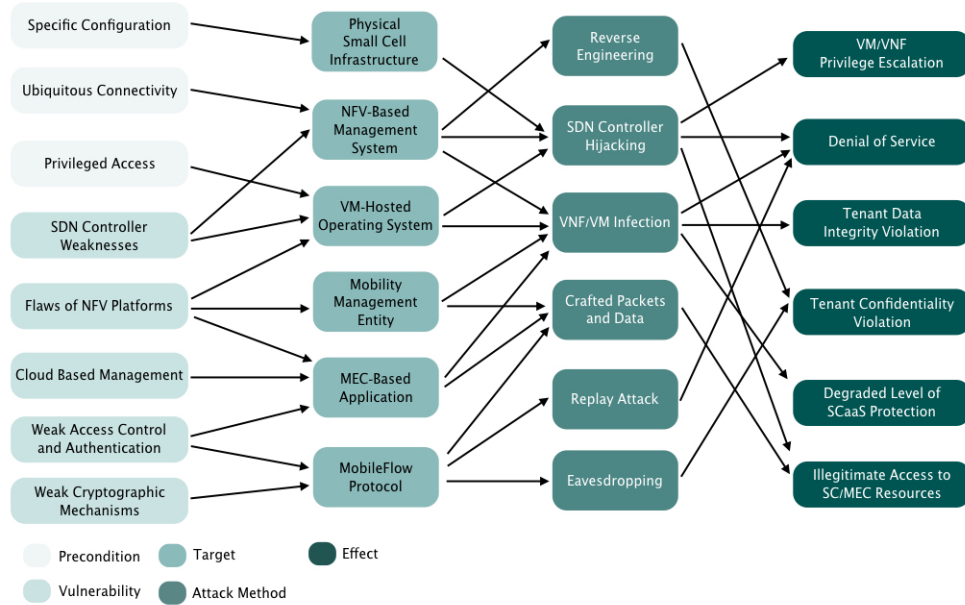 Specific Configuration
Ubiquitous Connectivity
Privileged Access
SDN Controller
Weaknesses
Flaws of NFV Platforms
Cloud Based Management
Weak Access Control
and Authentication
Weak Cryptographic
Mechanisms
Physical
Small Cell
Infrastructure
NFV-Based
Management
System
VM-Hosted
Operating System
Mobility
Management
Entity
MEC-Based
Application
MobileFlow
Protocol
Reverse
Engineering
SDN Controller
Hijacking
VNF/VM Infection
Crafted Packets
and Data
Replay Attack
Eavesdropping
VM/VNF
Privilege Escalation
Denial of Service
Tenant Data
Integrity Violation
Tenant Confidentiality
Violation
Degraded Level of
SCaaS Protection
Illegitimate Access to
SC/MEC Resources
Precondition
Target
Effect
Vulnerability
Attack Method